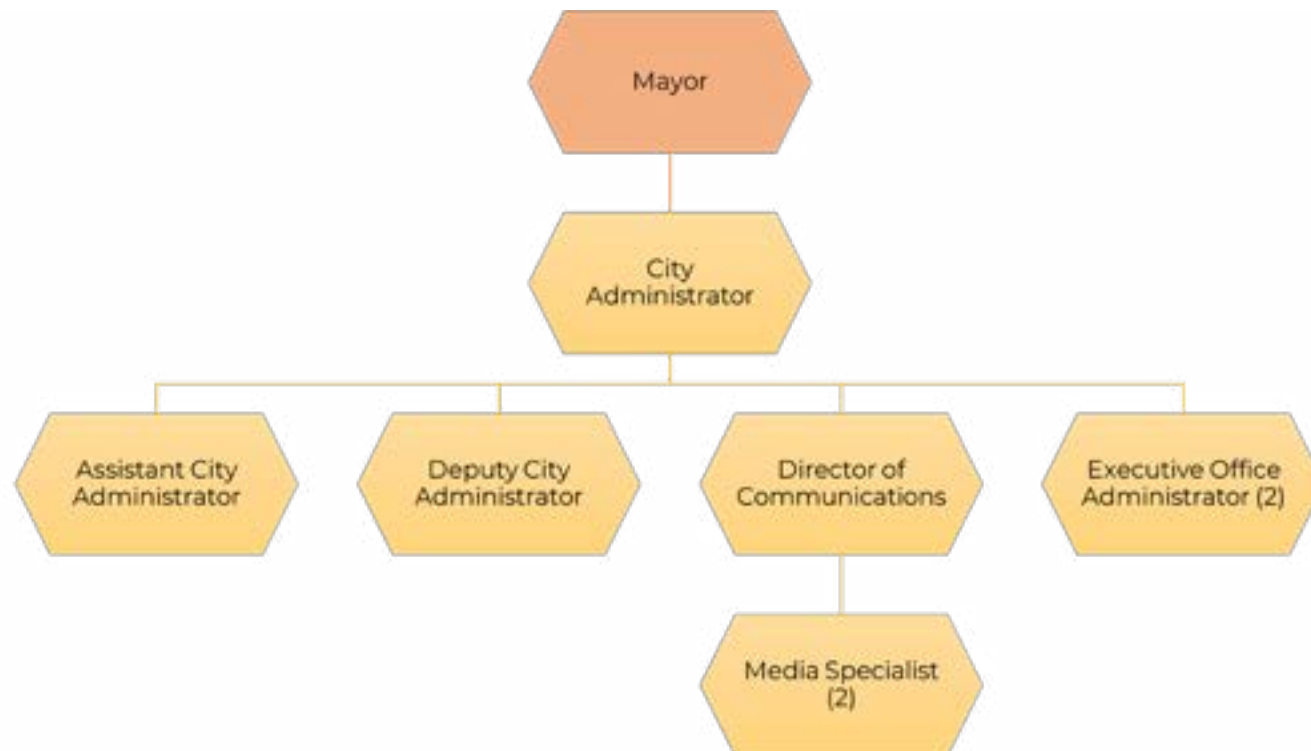 Mayor
City
Administrator
Assistant City
Administrator
Deputy City
Administrator
Director of
Communications
Executive Office
Administrator (2)
Media Specialist
(2)